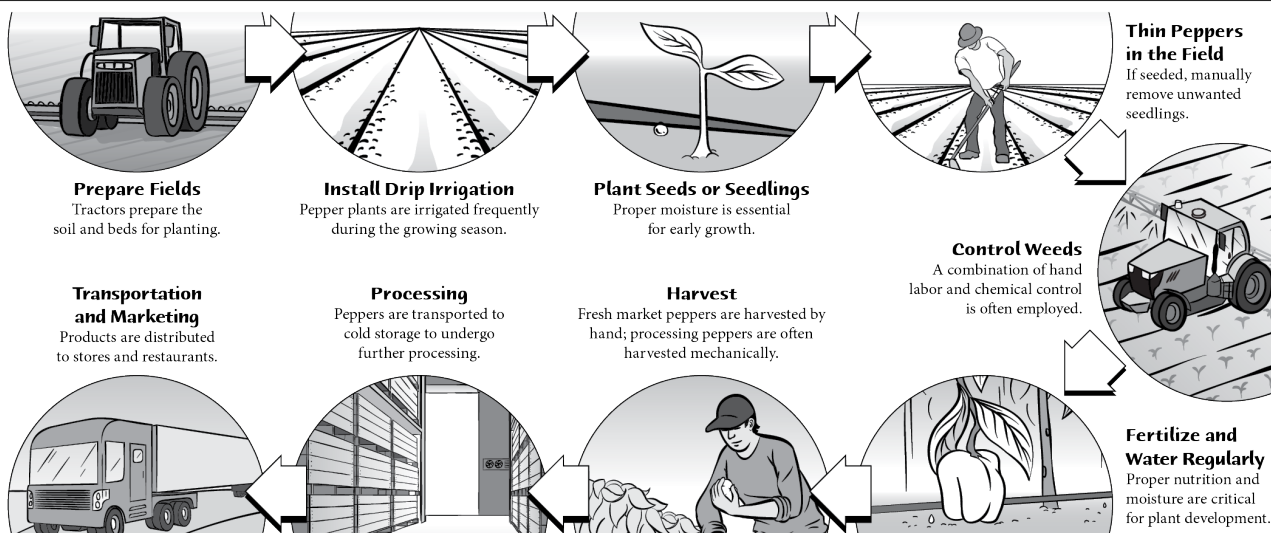 Prepare Fields
Tractors prepare the
soil and beds for planting.
Install Drip Irrigation
Pepper plants are irrigated frequently
during the growing season.
Plant Seeds or Seedlings
Proper moisture is essential
for early growth.
Thin Peppers
in the Field
If seeded, manually
remove unwanted
seedlings.
Control Weeds
A combination of hand
labor and chemical control
is often employed.
Fertilize and
Water Regularly
Proper nutrition and
moisture are critical
for plant development.
Harvest
Fresh market peppers are harvested by
hand; processing peppers are often
harvested mechanically.
Processing
Peppers are transported to
cold storage to undergo
further processing.
Transportation
and Marketing
Products are distributed
to stores and restaurants.